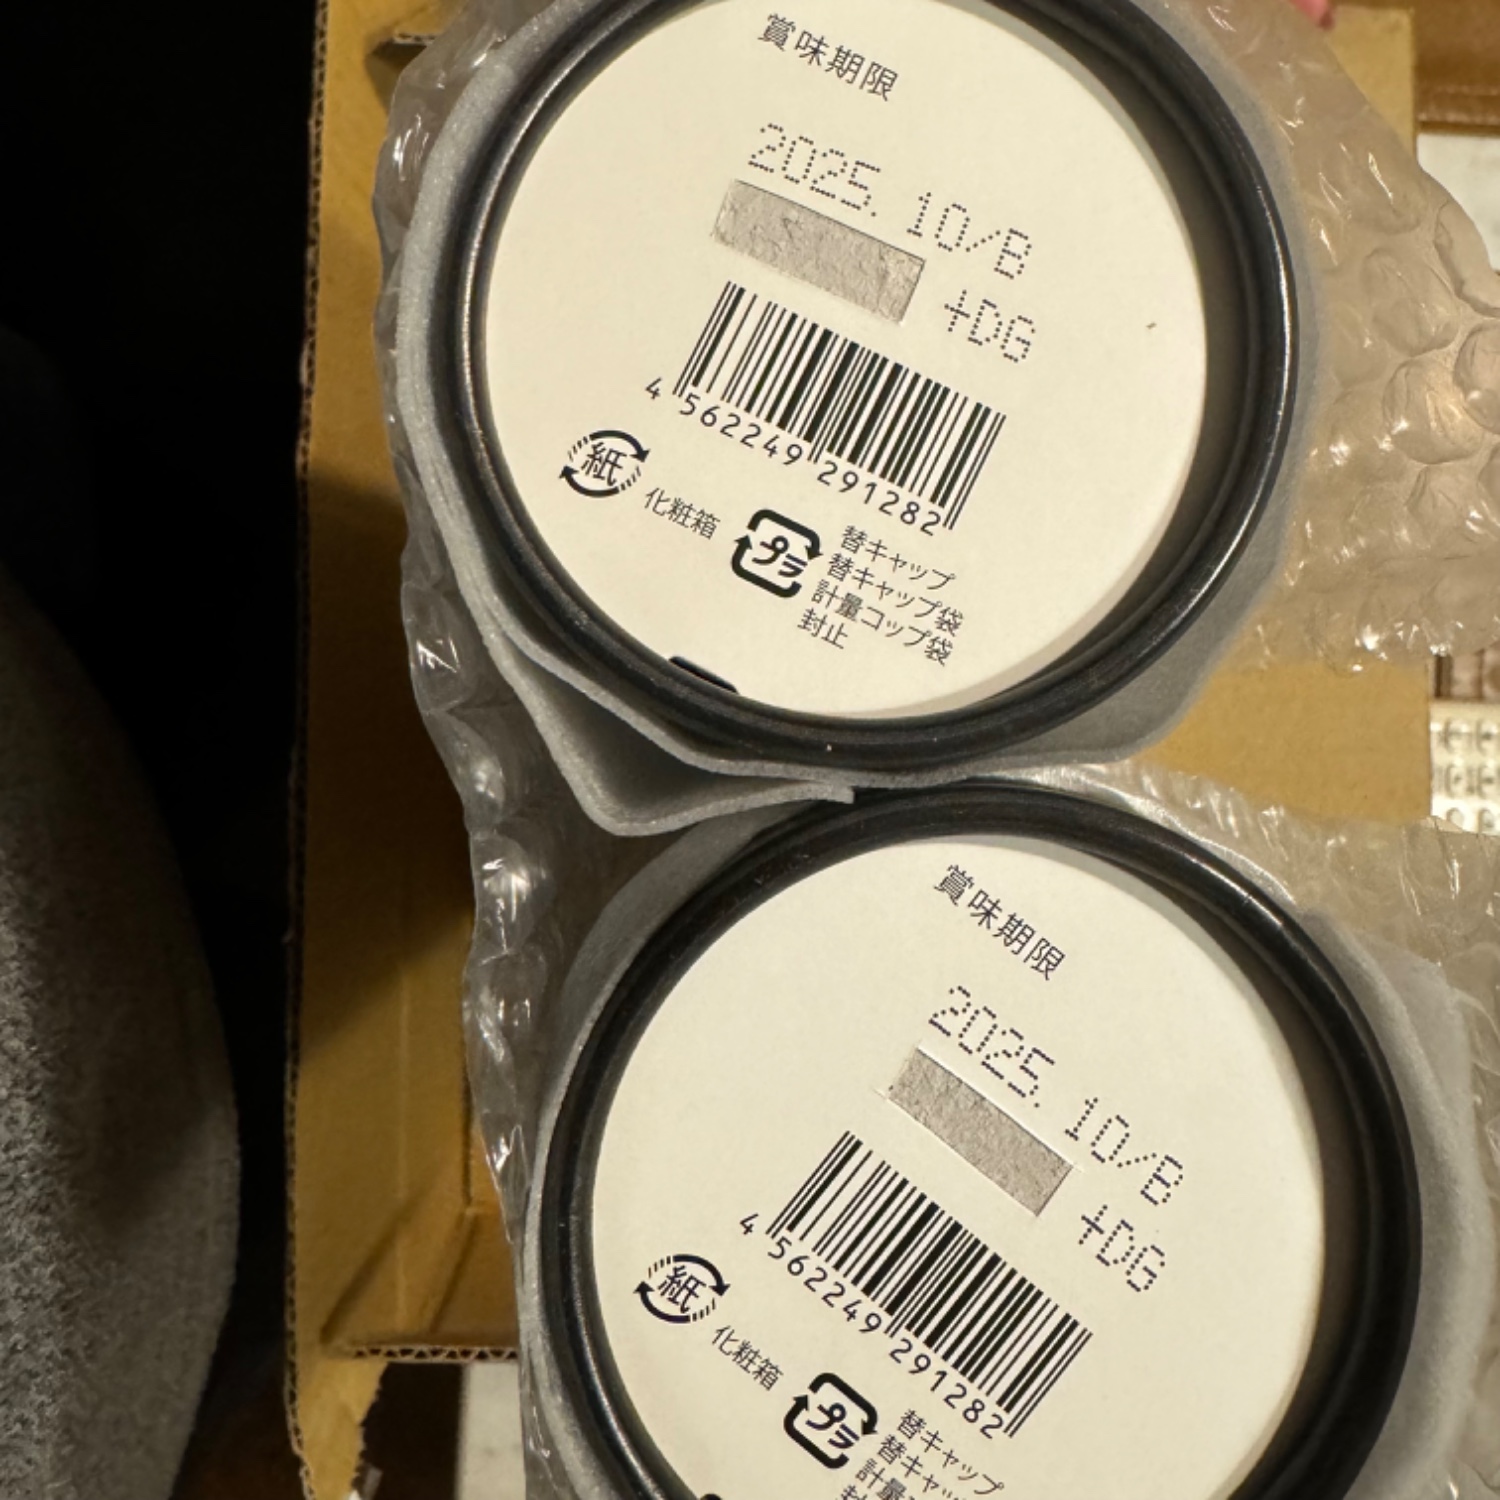 賞味期限
2025. 10/B
+DG
4 562249 291282
紙
化粧箱
プラ
替キャップ
替キャップ袋
計量コップ袋
封止
賞味期限
2025. 10/B
+DG
4 562249 291282
紙
化粧箱
プラ
替キャップ
替キャッ
計量